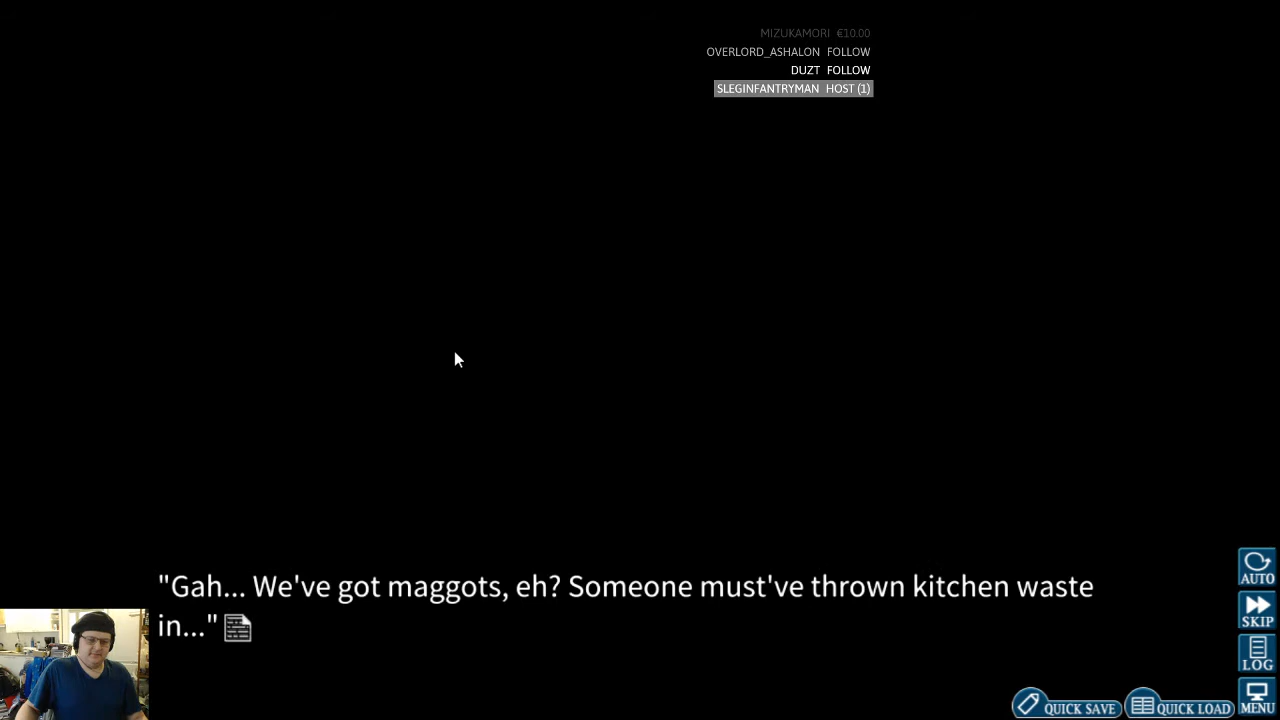 MIZUKAMORI €10.00
OVERLORD_ASHALON FOLLOW
DUZT FOLLOW
SLEGINFANTRYMAN HOST (1)
"Gah... We've got maggots, eh? Someone must've thrown kitchen waste
in..."
AUTO
SKIP
LOG
MENU
QUICK SAVE
QUICK LOAD